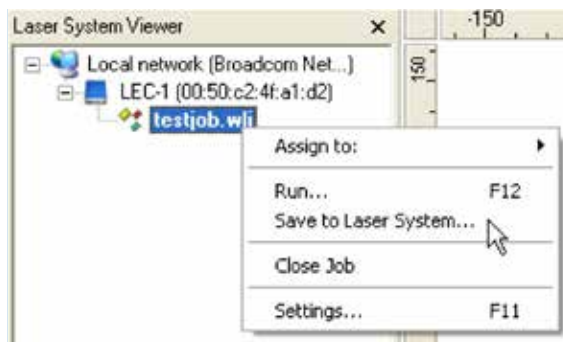 Laser System Viewer
-150
150
Local network (Broadcom Net...)
LEC-1 (00:50:c2:4f:a1:d2)
testjob.wlj
Assign to:
Run... F12
Save to Laser System...
Close Job
Settings... F11